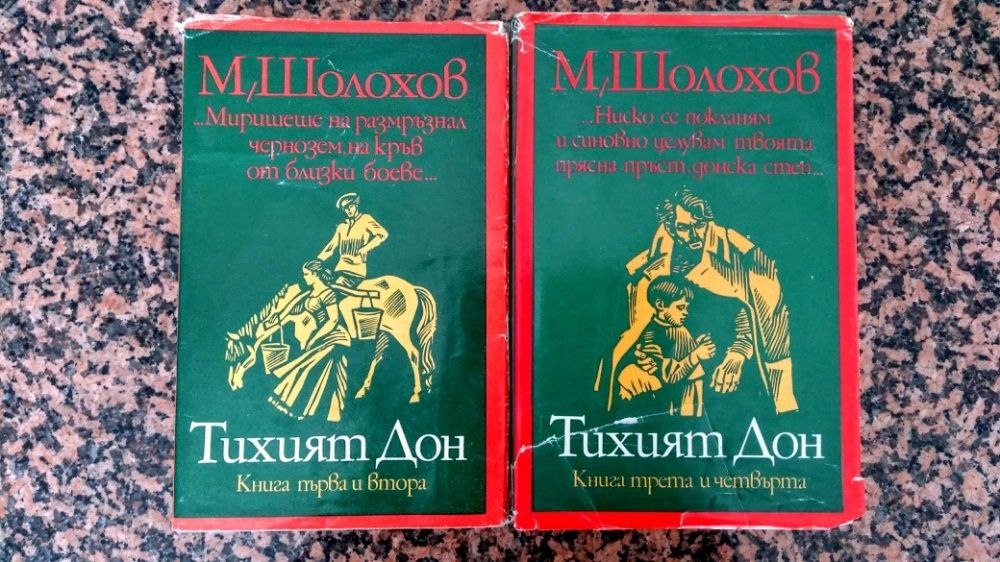 М. Шолохов
...Миришеше на размръзнал
чернозем, на кръв
от близки боеве...
Тихият Дон
Книга първа и втора
М. Шолохов
...Ниско се покланям
и синовно целувам твоята
прясна пръст, донска степ...
Тихият Дон
Книга трета и четвърта